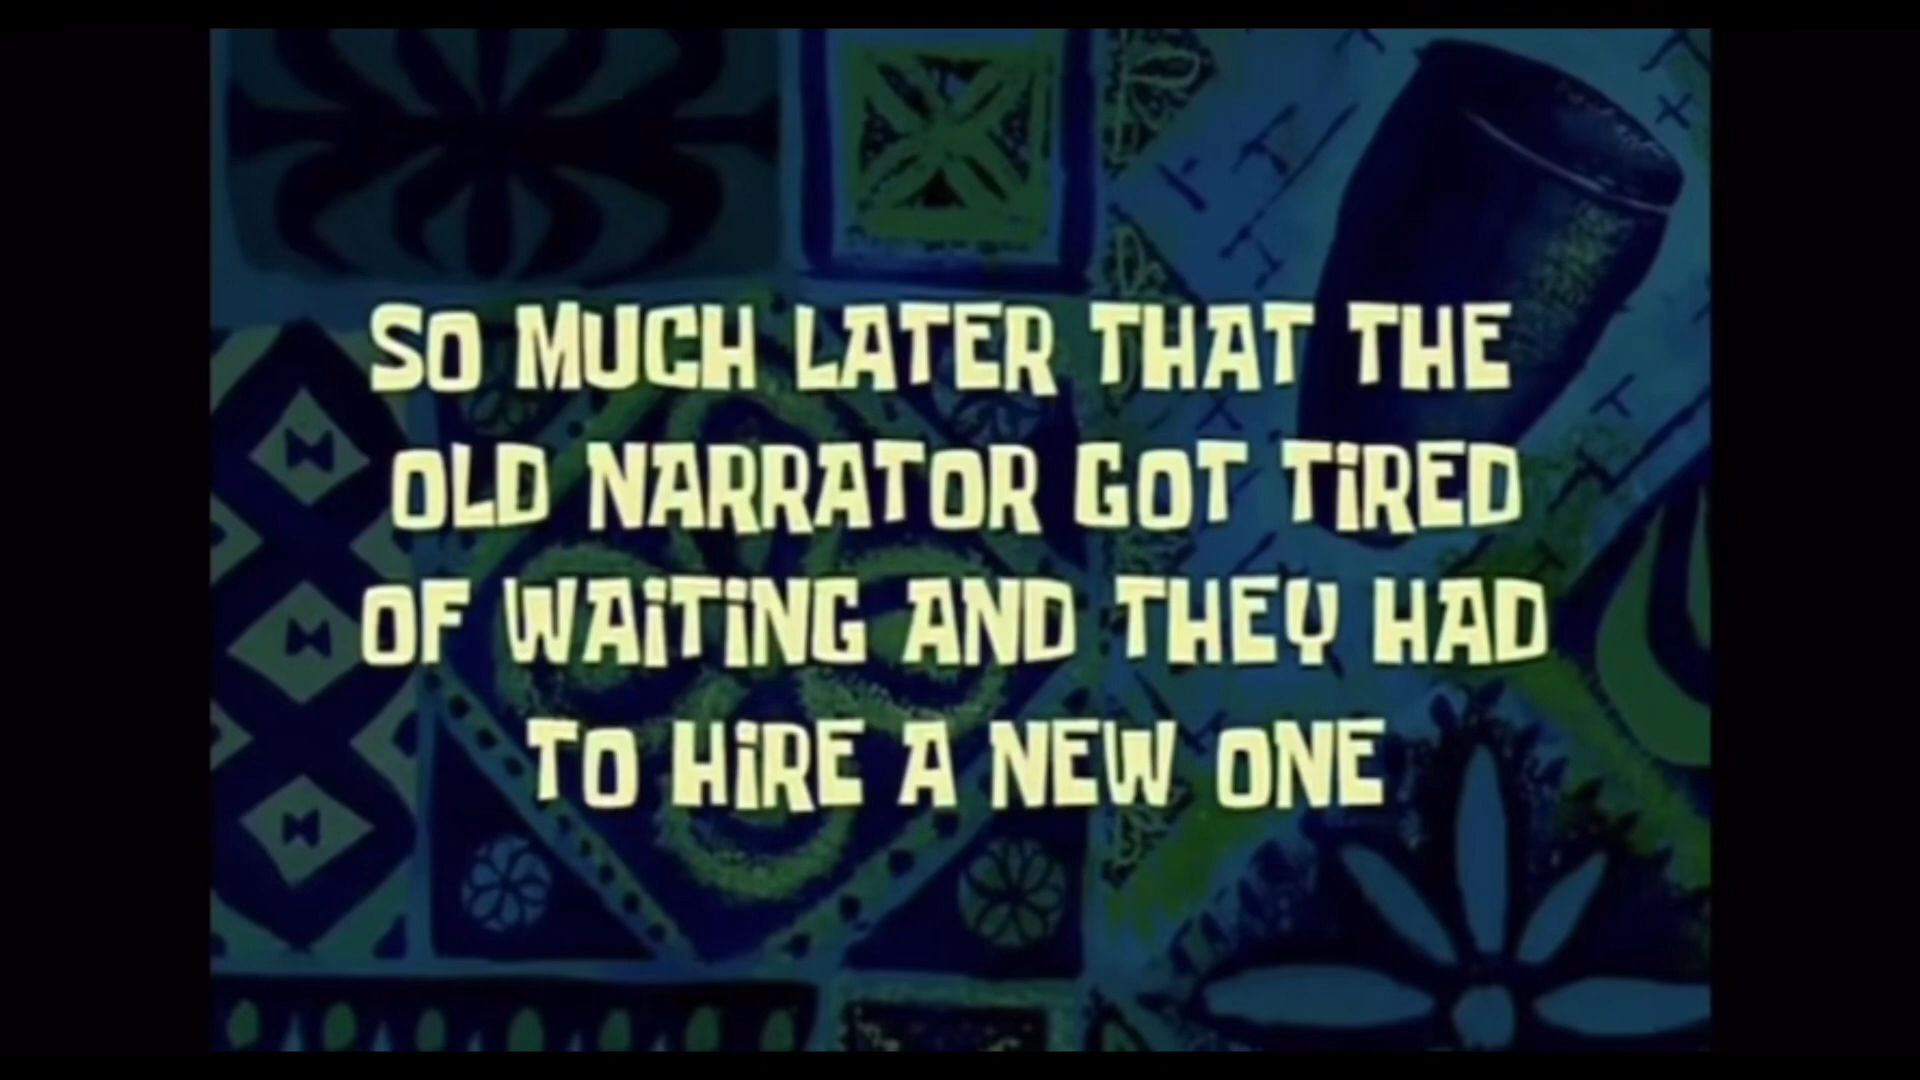 SO MUCH LATER THAT THE
OLD NARRATOR GOT TIRED
OF WAITING AND THEY HAD
TO HIRE A NEW ONE